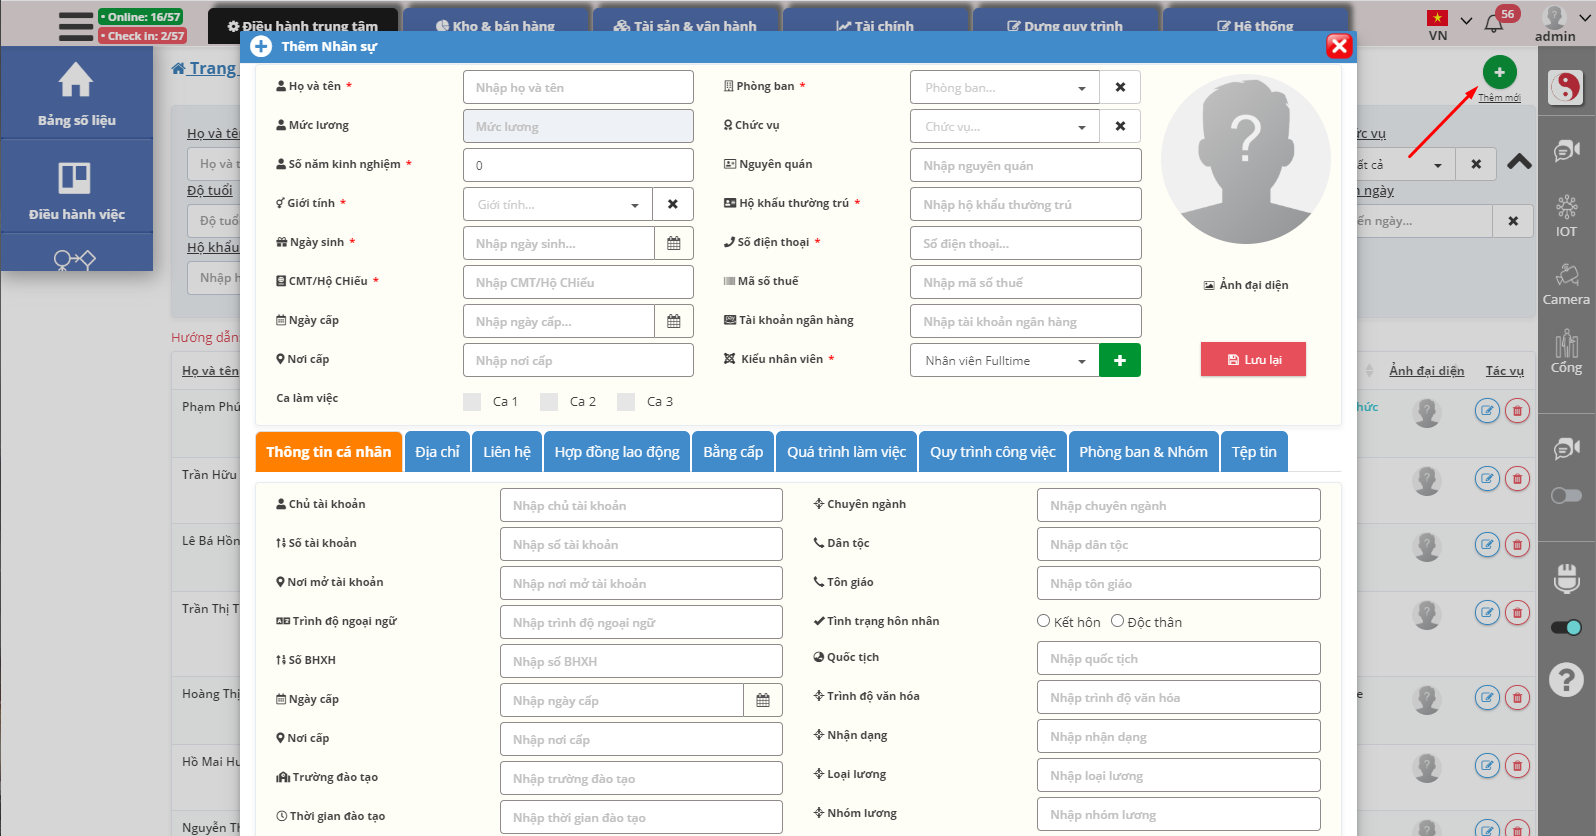 Online: 16/57
Check In: 2/57
Điều hành trung tâm
Kho & bán hàng
Tài sản & vân hành
Tài chính
Dựng quy trình
Hệ thống
VN
56
admin
Thêm Nhân sự
Bảng số liệu
Điều hành việc
Trang
Thêm mới
Họ và tê
Họ và t
Độ tuổi
Độ tuổ
Hộ khẩu
Nhập h
Hướng dẫn
ức vụ
ất cả
n ngày
ến ngày...
Họ và tên *
Nhập họ và tên
Phòng ban *
Phòng ban...
Mức lương
Mức lương
Chức vụ
Chức vụ...
Số năm kinh nghiệm *
0
Nguyên quán
Nhập nguyên quán
Giới tính *
Giới tính...
Hộ khẩu thường trú *
Nhập hộ khẩu thường trú
Ngày sinh *
Nhập ngày sinh...
Số điện thoại *
Số điện thoại...
CMT/Hộ CHiếu *
Nhập CMT/Hộ CHiếu
Mã số thuế
Nhập mã số thuế
Ảnh đại diện
Ngày cấp
Nhập ngày cấp...
Tài khoản ngân hàng
Nhập tài khoản ngân hàng
Nơi cấp
Nhập nơi cấp
Kiểu nhân viên *
Nhân viên Fulltime
Lưu lại
Ca làm việc
Ca 1
Ca 2
Ca 3
Thông tin cá nhân
Địa chỉ
Liên hệ
Hợp đồng lao động
Bằng cấp
Quá trình làm việc
Quy trình công việc
Phòng ban & Nhóm
Tệp tin
Chủ tài khoản
Nhập chủ tài khoản
Chuyên ngành
Nhập chuyên ngành
Số tài khoản
Nhập số tài khoản
Dân tộc
Nhập dân tộc
Nơi mở tài khoản
Nhập nơi mở tài khoản
Tôn giáo
Nhập tôn giáo
Trình độ ngoại ngữ
Nhập trình độ ngoại ngữ
Tình trạng hôn nhân
Kết hôn
Độc thân
Số BHXH
Nhập số BHXH
Quốc tịch
Nhập quốc tịch
Ngày cấp
Nhập ngày cấp
Trình độ văn hóa
Nhập trình độ văn hóa
Nơi cấp
Nhập nơi cấp
Nhận dạng
Nhập nhận dạng
Trường đào tạo
Nhập trường đào tạo
Loại lương
Nhập loại lương
Thời gian đào tạo
Nhập thời gian đào tạo
Nhóm lương
Nhập nhóm lương
Họ và tên
Ảnh đại diện
Tác vụ
Phạm Phú
hức
Trần Hữu
Lê Bá Hồn
Trần Thị T
Hoàng Thị
e
Hồ Mai Hư
Nguyễn Th
IOT
Camera
Cổng